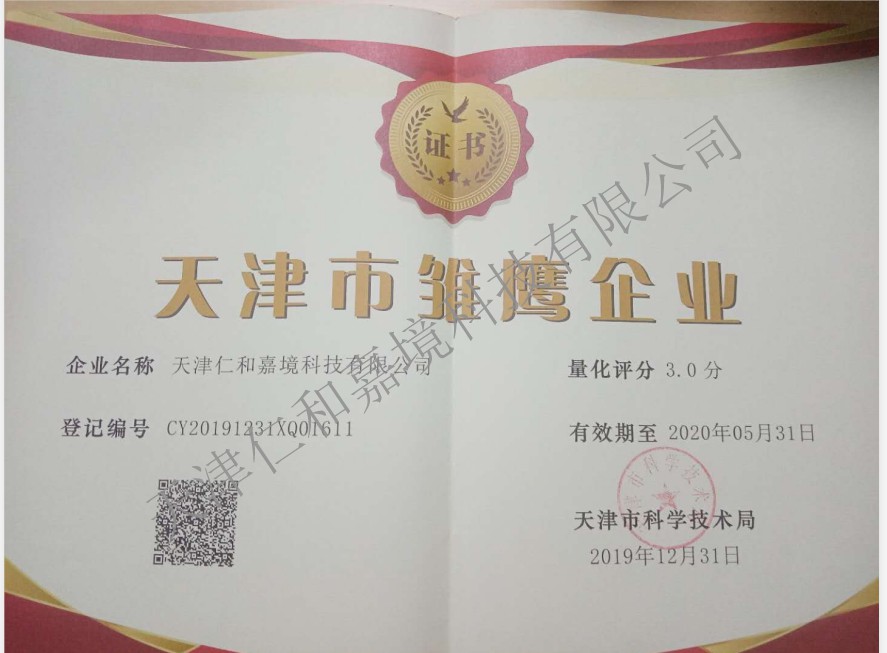 证书
天津市雏鹰企业
企业名称 天津仁和嘉境科技有限公司
量化评分 3.0 分
登记编号 CY20191231XQ01611
有效期至 2020年05月31日
天津市科学技术局
2019年12月31日
天津市科学技术
天津仁和嘉境科技有限公司